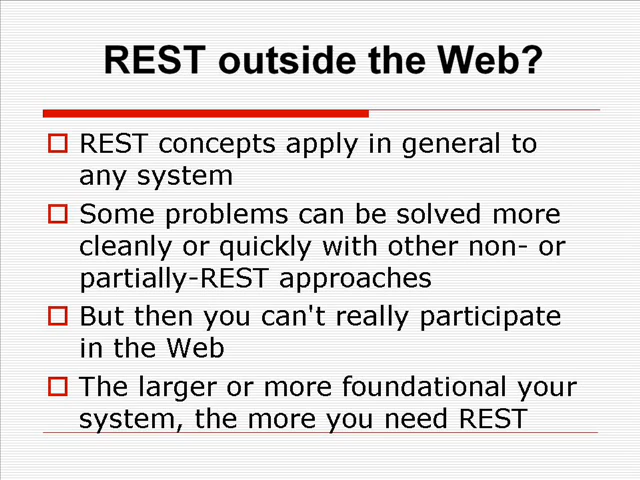 REST outside the Web?
REST concepts apply in general to
any system
Some problems can be solved more
cleanly or quickly with other non- or
partially-REST approaches
But then you can't really participate
in the Web
The larger or more foundational your
system, the more you need REST